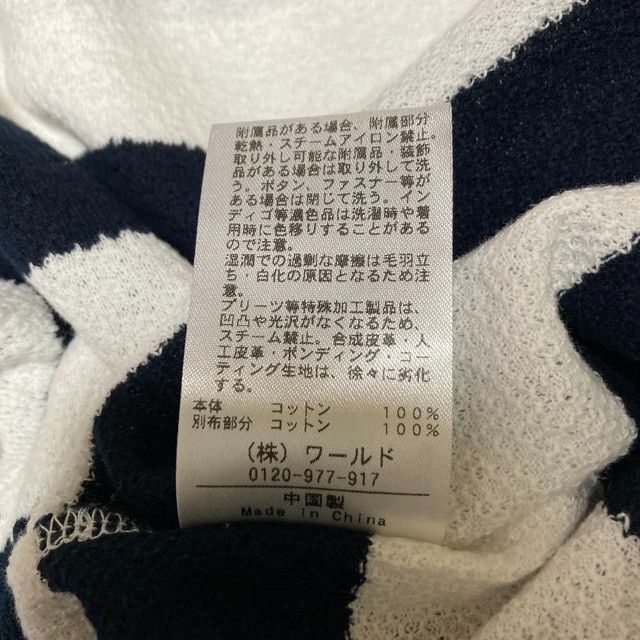 附属品がある場合、附属部分
乾熱・スチームアイロン禁止。
取り外し可能な附属品・装飾
品がある場合は取り外して洗
う。ボタン、ファスナー等が
ある場合は閉じて洗う。イン
ディゴ等濃色品は洗濯時や着
用時に色移りすることがある
ので注意。
湿潤での過剰な摩擦は毛羽立
ち・白化の原因となるため注
意。
プリーツ等特殊加工製品は、
凹凸や光沢がなくなるため、
スチーム禁止。合成皮革・人
工皮革・ボンディング・コー
ティング生地は、徐々に劣化
する。
本体 コットン 100%
別布部分 コットン 100%
(株) ワールド
0120-977-917
中国製
Made in China